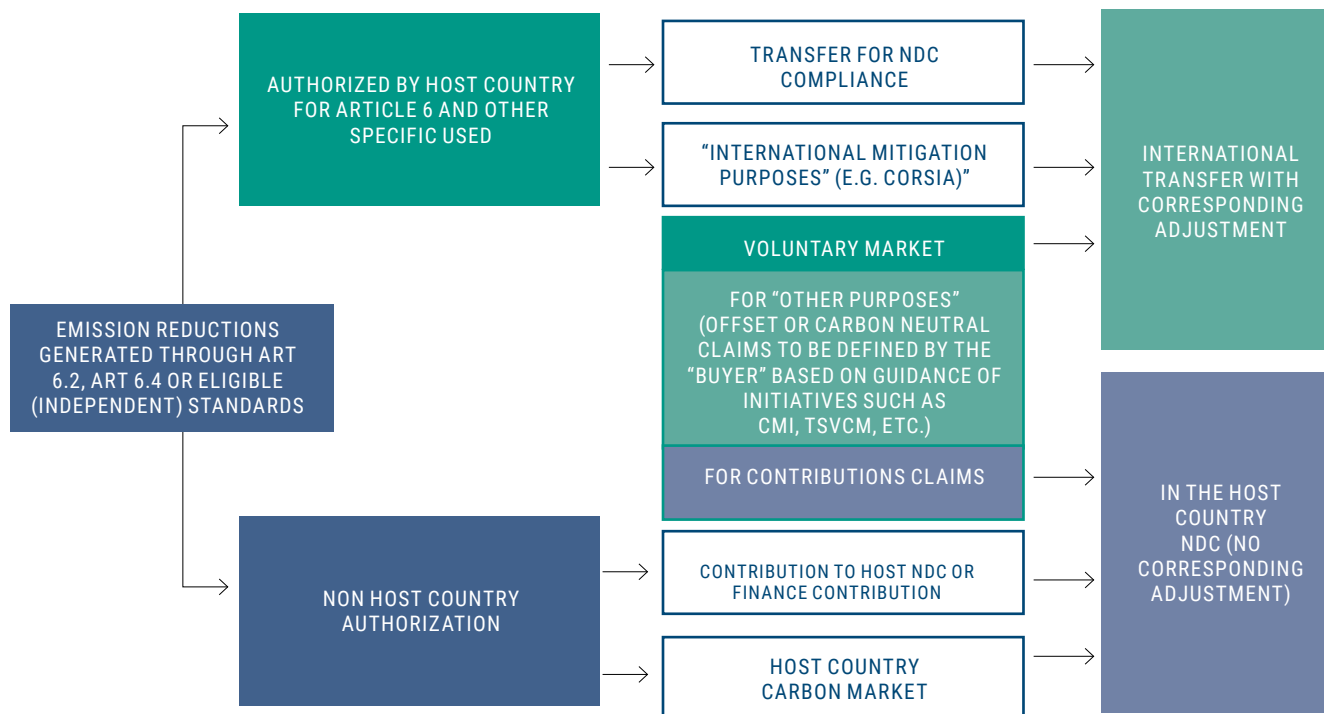 AUTHORIZED BY HOST COUNTRY
FOR ARTICLE 6 AND OTHER
SPECIFIC USED
TRANSFER FOR NDC
COMPLIANCE
“INTERNATIONAL MITIGATION
PURPOSES” (E.G. CORSIA)”
INTERNATIONAL
TRANSFER WITH
CORRESPONDING
ADJUSTMENT
VOLUNTARY MARKET
FOR “OTHER PURPOSES”
(OFFSET OR CARBON NEUTRAL
CLAIMS TO BE DEFINED BY THE
“BUYER” BASED ON GUIDANCE OF
INITIATIVES SUCH AS
CMI, TSVCM, ETC.)
FOR CONTRIBUTIONS CLAIMS
EMISSION REDUCTIONS
GENERATED THROUGH ART
6.2, ART 6.4 OR ELIGIBLE
(INDEPENDENT) STANDARDS
NON HOST COUNTRY
AUTHORIZATION
CONTRIBUTION TO HOST NDC OR
FINANCE CONTRIBUTION
HOST COUNTRY
CARBON MARKET
IN THE HOST
COUNTRY
NDC (NO
CORRESPONDING
ADJUSTMENT)